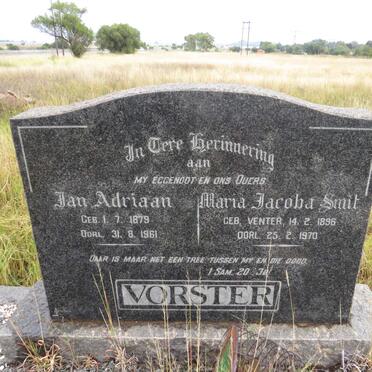 In Tere Herinnering
aan
MY EGGENOOT EN ONS OUERS
Jan Adriaan
GEB. 1. 7. 1879
OORL. 31. 8. 1961
Maria Jacoba Smit
GEB. VENTER, 14. 2. 1896
OORL. 25. 2. 1970
DAAR IS MAAR NET EEN TREE TUSSEN MY EN DIE DOOD.
1 SAM. 20:3b
VORSTER